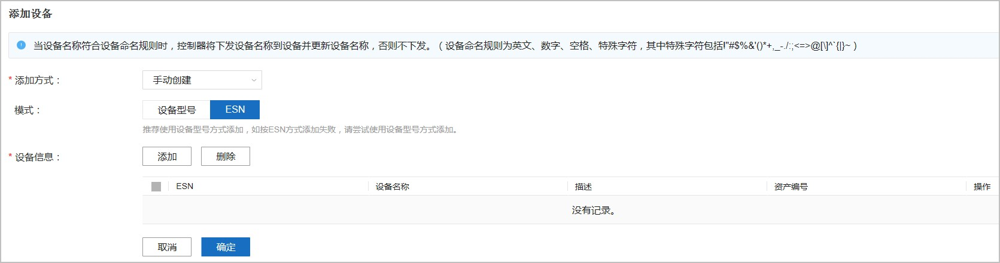 添加设备
当设备名称符合设备命名规则时，控制器将下发设备名称到设备并更新设备名称，否则不下发。（设备命名规则为英文、数字、空格、特殊字符，其中特殊字符包括!"#$%&'()*+,_-./:;<=>@[\]^`{|}~ )
* 添加方式： 手动创建
模式： 设备型号 ESN
推荐使用设备型号方式添加，如按ESN方式添加失败，请尝试使用设备型号方式添加。
* 设备信息： 添加 删除
ESN 设备名称 描述 资产编号 操作
没有记录。
取消 确定